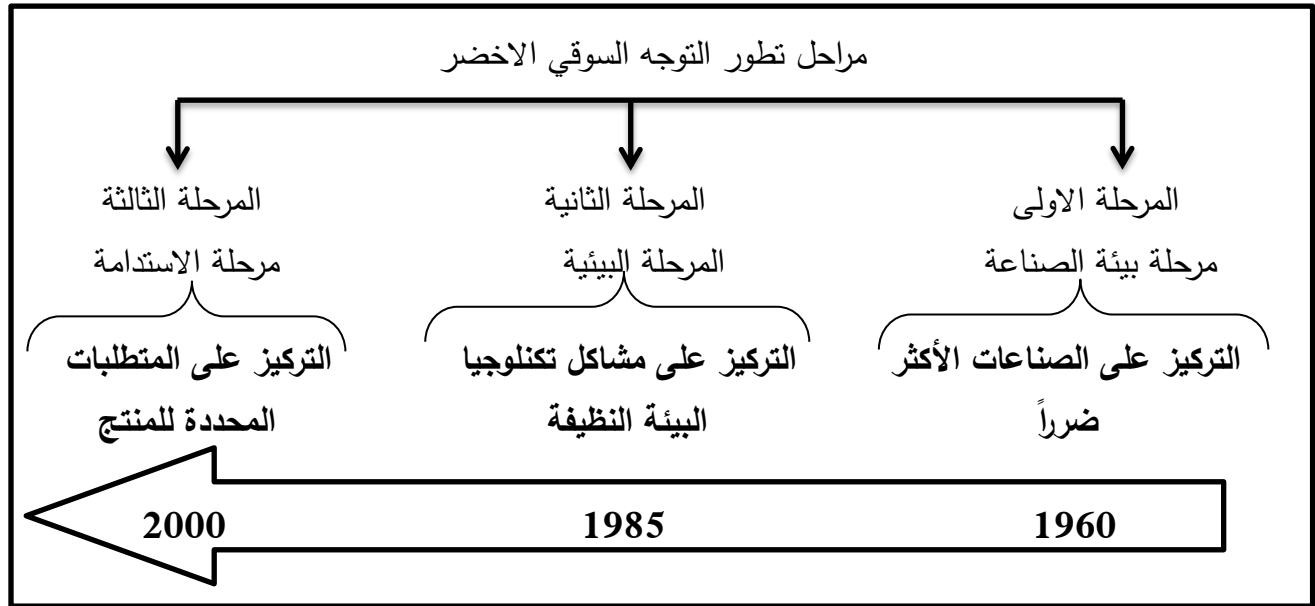 مراحل تطور التوجه السوقي الاخضر
المرحلة الاولى
مرحلة بيئة الصناعة
التركيز على الصناعات الأكثر
ضرراً
المرحلة الثانية
المرحلة البيئية
التركيز على مشاكل تكنلوجيا
البيئة النظيفة
المرحلة الثالثة
مرحلة الاستدامة
التركيز على المتطلبات
المحددة للمنتج
1960
1985
2000